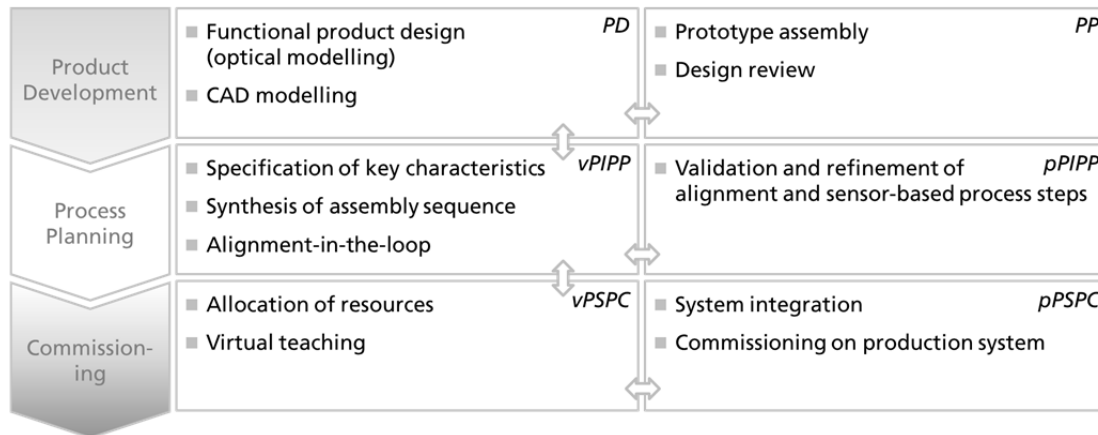 Product
Development
Functional product design
(optical modelling)
CAD modelling
PD
Prototype assembly
Design review
PP
Process
Planning
Specification of key characteristics
Synthesis of assembly sequence
Alignment-in-the-loop
vPIPP
Validation and refinement of
alignment and sensor-based process steps
pPIPP
Commission-
ing
Allocation of resources
Virtual teaching
vPSPC
System integration
Commissioning on production system
pPSPC